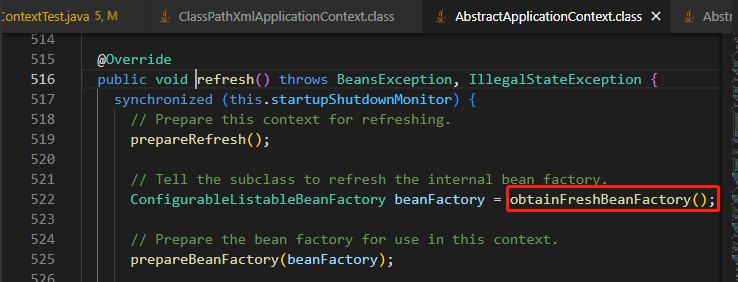 ContextTest.java 5, M ClassPathXmlApplicationContext.class AbstractApplicationContext.class Abst
514
515 @Override
516 public void refresh() throws BeansException, IllegalStateException {
517 synchronized (this.startupShutdownMonitor) {
518 // Prepare this context for refreshing.
519 prepareRefresh();
520
521 // Tell the subclass to refresh the internal bean factory.
522 ConfigurableListableBeanFactory beanFactory = obtainFreshBeanFactory();
523
524 // Prepare the bean factory for use in this context.
525 prepareBeanFactory(beanFactory);
526